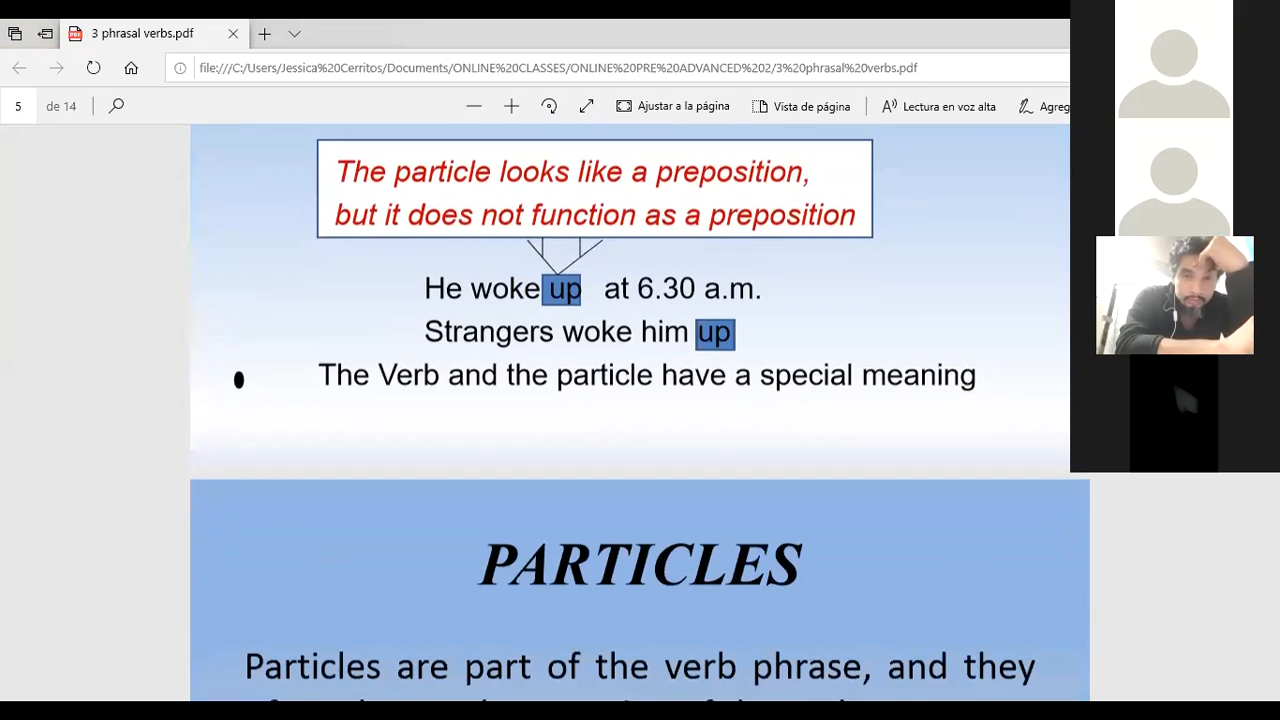 3 phrasal verbs.pdf
file:///C:/Users/Jessica%20Cerritos/Documents/ONLINE%20CLASSES/ONLINE%20PRE%20ADVANCED%202/3%20phrasal%20verbs.pdf
5 de 14 Ajustar a la página Vista de página Lectura en voz alta Agreg
The particle looks like a preposition,
but it does not function as a preposition
He woke up at 6.30 a.m.
Strangers woke him up
The Verb and the particle have a special meaning
PARTICLES
Particles are part of the verb phrase, and they